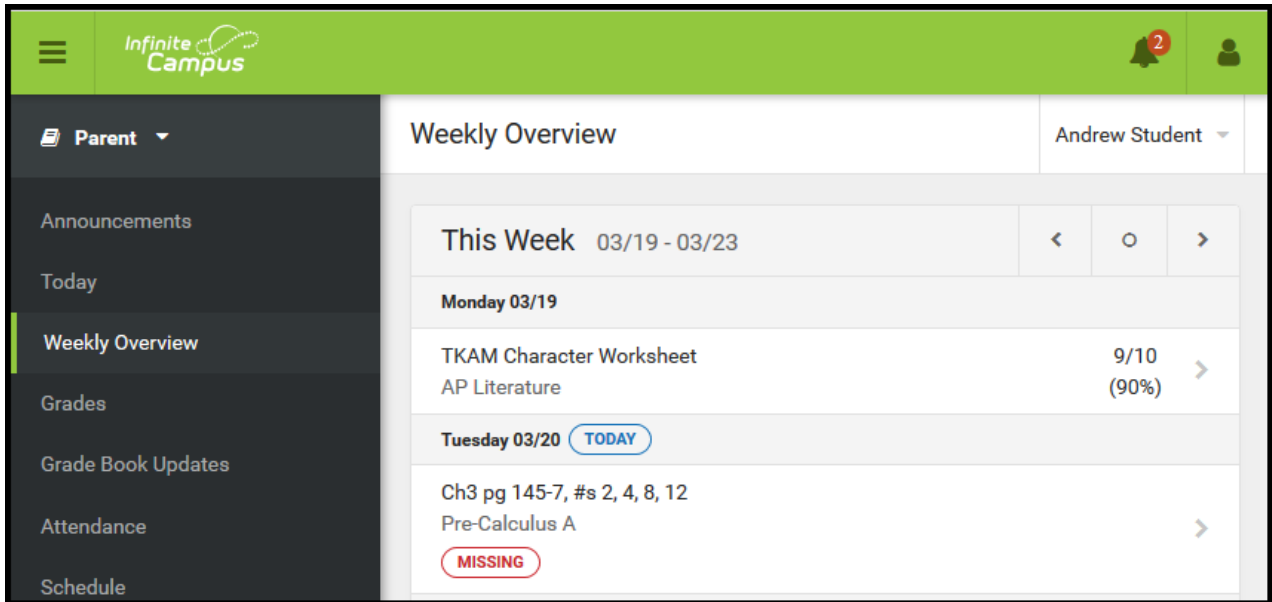 Infinite
Campus
2
Parent
Weekly Overview
Andrew Student
Announcements
Today
Weekly Overview
Grades
Grade Book Updates
Attendance
Schedule
This Week 03/19 - 03/23
Monday 03/19
TKAM Character Worksheet
AP Literature
9/10
(90%)
Tuesday 03/20 TODAY
Ch3 pg 145-7, #s 2, 4, 8, 12
Pre-Calculus A
MISSING